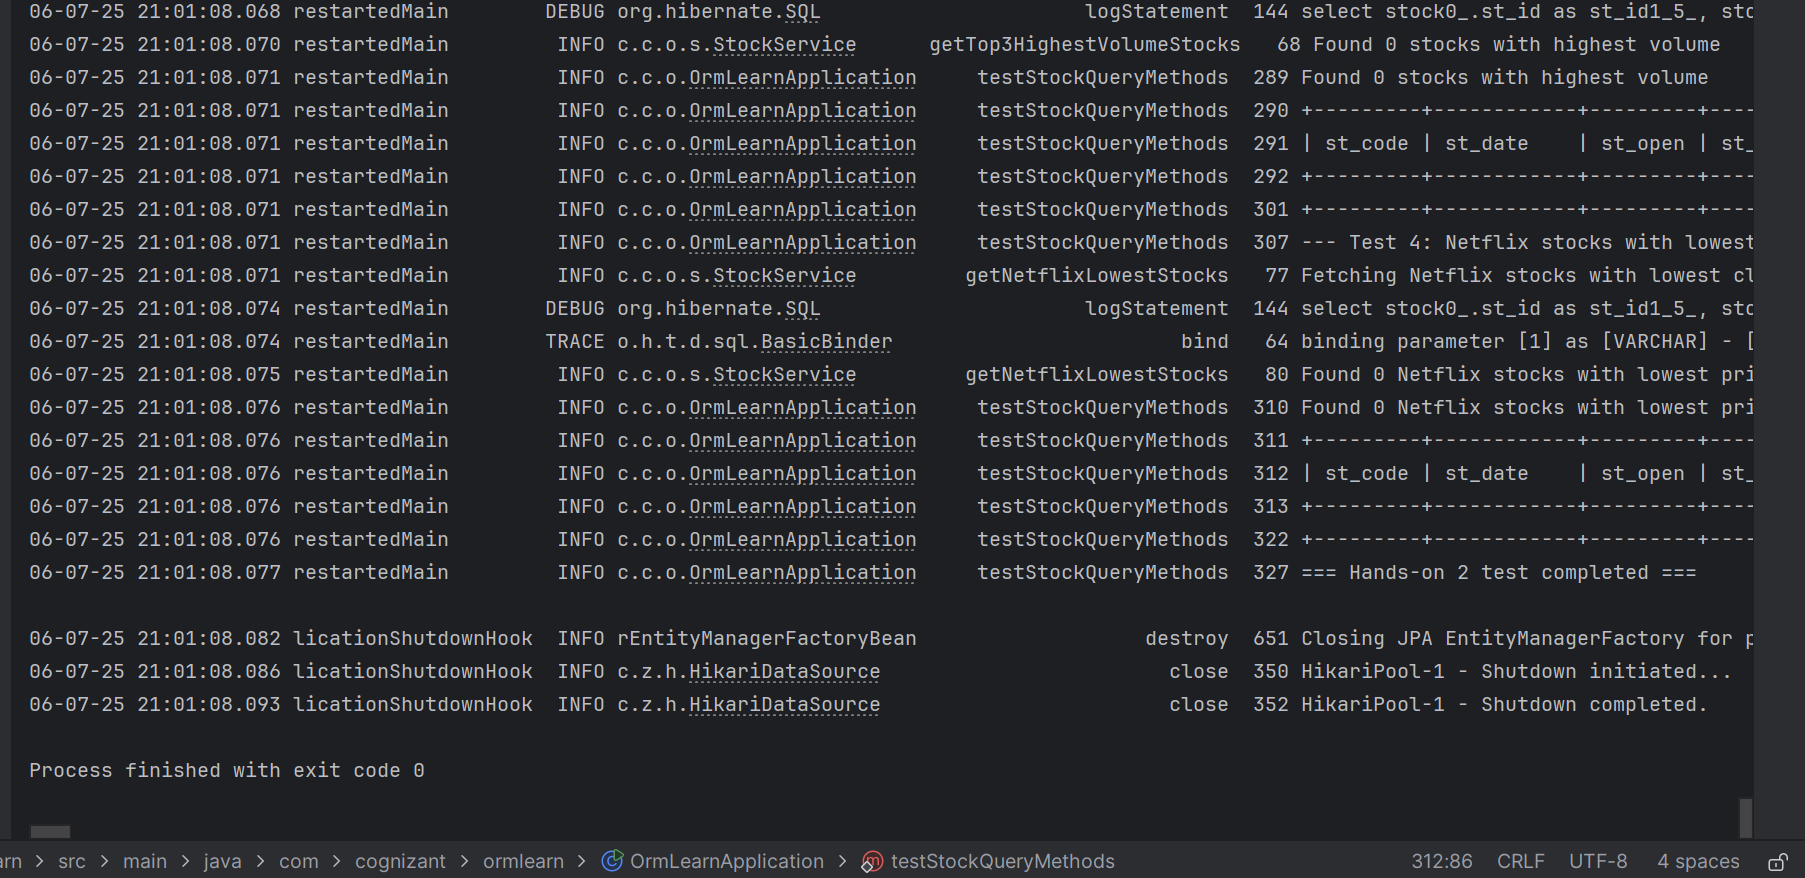 06-07-25 21:01:08.068 restartedMain        DEBUG org.hibernate.SQL                      logStatement  144 select stock0_.st_id as st_id1_5_, sto
06-07-25 21:01:08.070 restartedMain         INFO c.c.o.s.StockService      getTop3HighestVolumeStocks   68 Found 0 stocks with highest volume
06-07-25 21:01:08.071 restartedMain         INFO c.c.o.OrmLearnApplication     testStockQueryMethods  289 Found 0 stocks with highest volume
06-07-25 21:01:08.071 restartedMain         INFO c.c.o.OrmLearnApplication     testStockQueryMethods  290 +---------+------------+---------+----
06-07-25 21:01:08.071 restartedMain         INFO c.c.o.OrmLearnApplication     testStockQueryMethods  291 | st_code | st_date    | st_open | st_
06-07-25 21:01:08.071 restartedMain         INFO c.c.o.OrmLearnApplication     testStockQueryMethods  292 +---------+------------+---------+----
06-07-25 21:01:08.071 restartedMain         INFO c.c.o.OrmLearnApplication     testStockQueryMethods  301 +---------+------------+---------+----
06-07-25 21:01:08.071 restartedMain         INFO c.c.o.OrmLearnApplication     testStockQueryMethods  307 --- Test 4: Netflix stocks with lowest
06-07-25 21:01:08.071 restartedMain         INFO c.c.o.s.StockService         getNetflixLowestStocks   77 Fetching Netflix stocks with lowest cl
06-07-25 21:01:08.074 restartedMain        DEBUG org.hibernate.SQL                      logStatement  144 select stock0_.st_id as st_id1_5_, sto
06-07-25 21:01:08.074 restartedMain        TRACE o.h.t.d.sql.BasicBinder                        bind   64 binding parameter [1] as [VARCHAR] - [
06-07-25 21:01:08.075 restartedMain         INFO c.c.o.s.StockService         getNetflixLowestStocks   80 Found 0 Netflix stocks with lowest pri
06-07-25 21:01:08.076 restartedMain         INFO c.c.o.OrmLearnApplication     testStockQueryMethods  310 Found 0 Netflix stocks with lowest pri
06-07-25 21:01:08.076 restartedMain         INFO c.c.o.OrmLearnApplication     testStockQueryMethods  311 +---------+------------+---------+----
06-07-25 21:01:08.076 restartedMain         INFO c.c.o.OrmLearnApplication     testStockQueryMethods  312 | st_code | st_date    | st_open | st_
06-07-25 21:01:08.076 restartedMain         INFO c.c.o.OrmLearnApplication     testStockQueryMethods  313 +---------+------------+---------+----
06-07-25 21:01:08.076 restartedMain         INFO c.c.o.OrmLearnApplication     testStockQueryMethods  322 +---------+------------+---------+----
06-07-25 21:01:08.077 restartedMain         INFO c.c.o.OrmLearnApplication     testStockQueryMethods  327 === Hands-on 2 test completed ===
06-07-25 21:01:08.082 licationShutdownHook  INFO rEntityManagerFactoryBean                   destroy  651 Closing JPA EntityManagerFactory for p
06-07-25 21:01:08.086 licationShutdownHook  INFO c.z.h.HikariDataSource                        close  350 HikariPool-1 - Shutdown initiated...
06-07-25 21:01:08.093 licationShutdownHook  INFO c.z.h.HikariDataSource                        close  352 HikariPool-1 - Shutdown completed.
Process finished with exit code 0
arn > src > main > java > com > cognizant > ormlearn > OrmLearnApplication > testStockQueryMethods 312:86 CRLF UTF-8 4 spaces